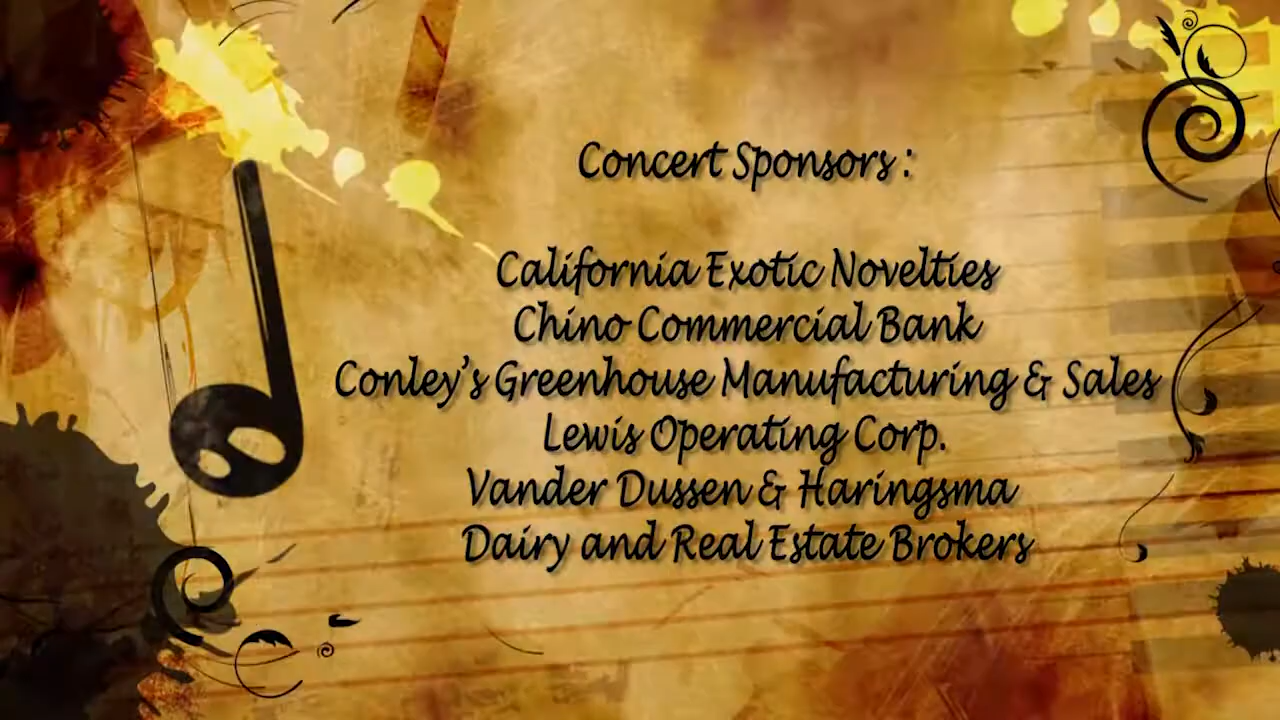 Concert Sponsors :
California Exotic Novelties
Chino Commercial Bank
Conley's Greenhouse Manufacturing & Sales
Lewis Operating Corp.
Vander Dussen & Haringsma
Dairy and Real Estate Brokers